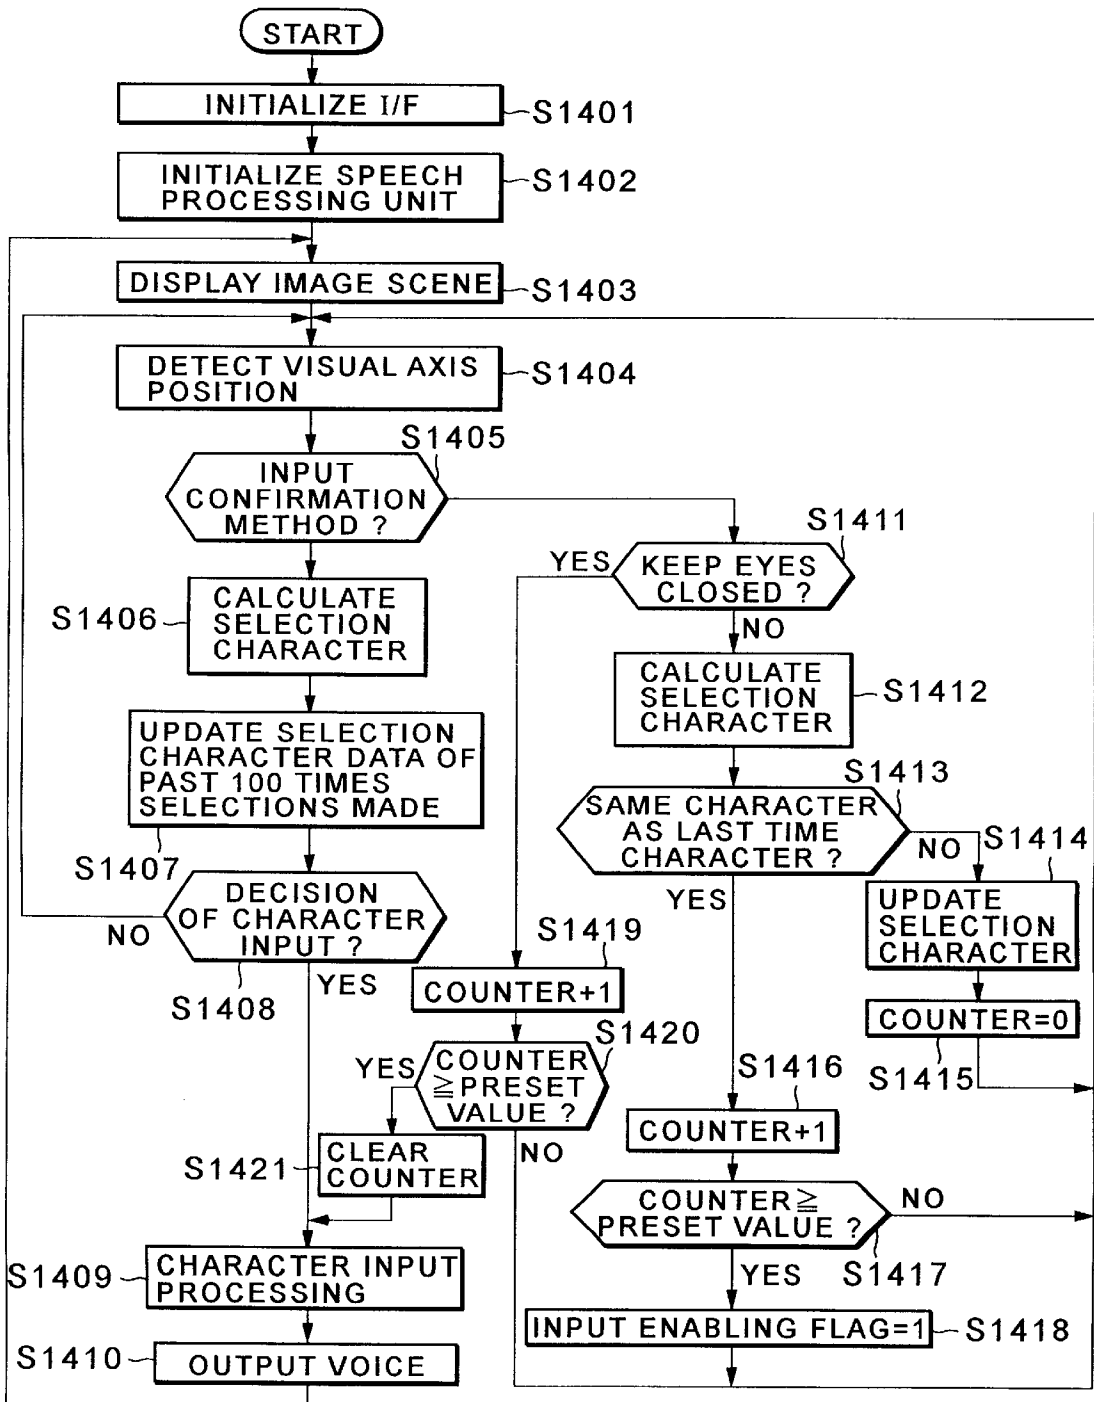 START
INITIALIZE I/F
S1401
INITIALIZE SPEECH
PROCESSING UNIT
S1402
DISPLAY IMAGE SCENE
S1403
DETECT VISUAL AXIS
POSITION
S1404
S1405
INPUT
CONFIRMATION
METHOD ?
S1406
CALCULATE
SELECTION
CHARACTER
UPDATE SELECTION
CHARACTER DATA OF
PAST 100 TIMES
SELECTIONS MADE
S1407
DECISION
OF CHARACTER
INPUT ?
NO
YES
S1408
S1411
YES
KEEP EYES
CLOSED ?
NO
CALCULATE
SELECTION
CHARACTER
S1412
S1413
SAME CHARACTER
AS LAST TIME
CHARACTER ?
NO
YES
S1414
UPDATE
SELECTION
CHARACTER
COUNTER=0
S1415
S1419
COUNTER+1
S1420
YES
COUNTER
≧PRESET
VALUE ?
NO
S1421
CLEAR
COUNTER
S1416
COUNTER+1
COUNTER≧
PRESET VALUE ?
NO
S1417
YES
INPUT ENABLING FLAG=1
S1418
S1409
CHARACTER INPUT
PROCESSING
S1410
OUTPUT VOICE